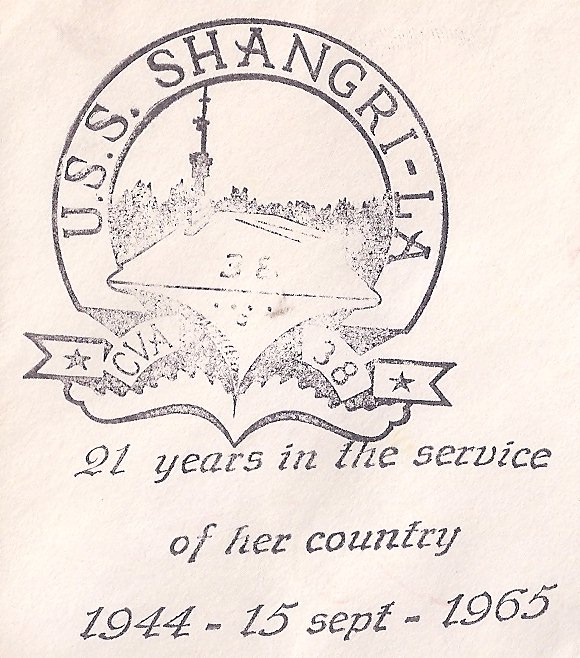 U.S.S. SHANGRI-LA
38
CVA 38
21 years in the service
of her country
1944 - 15 sept - 1965